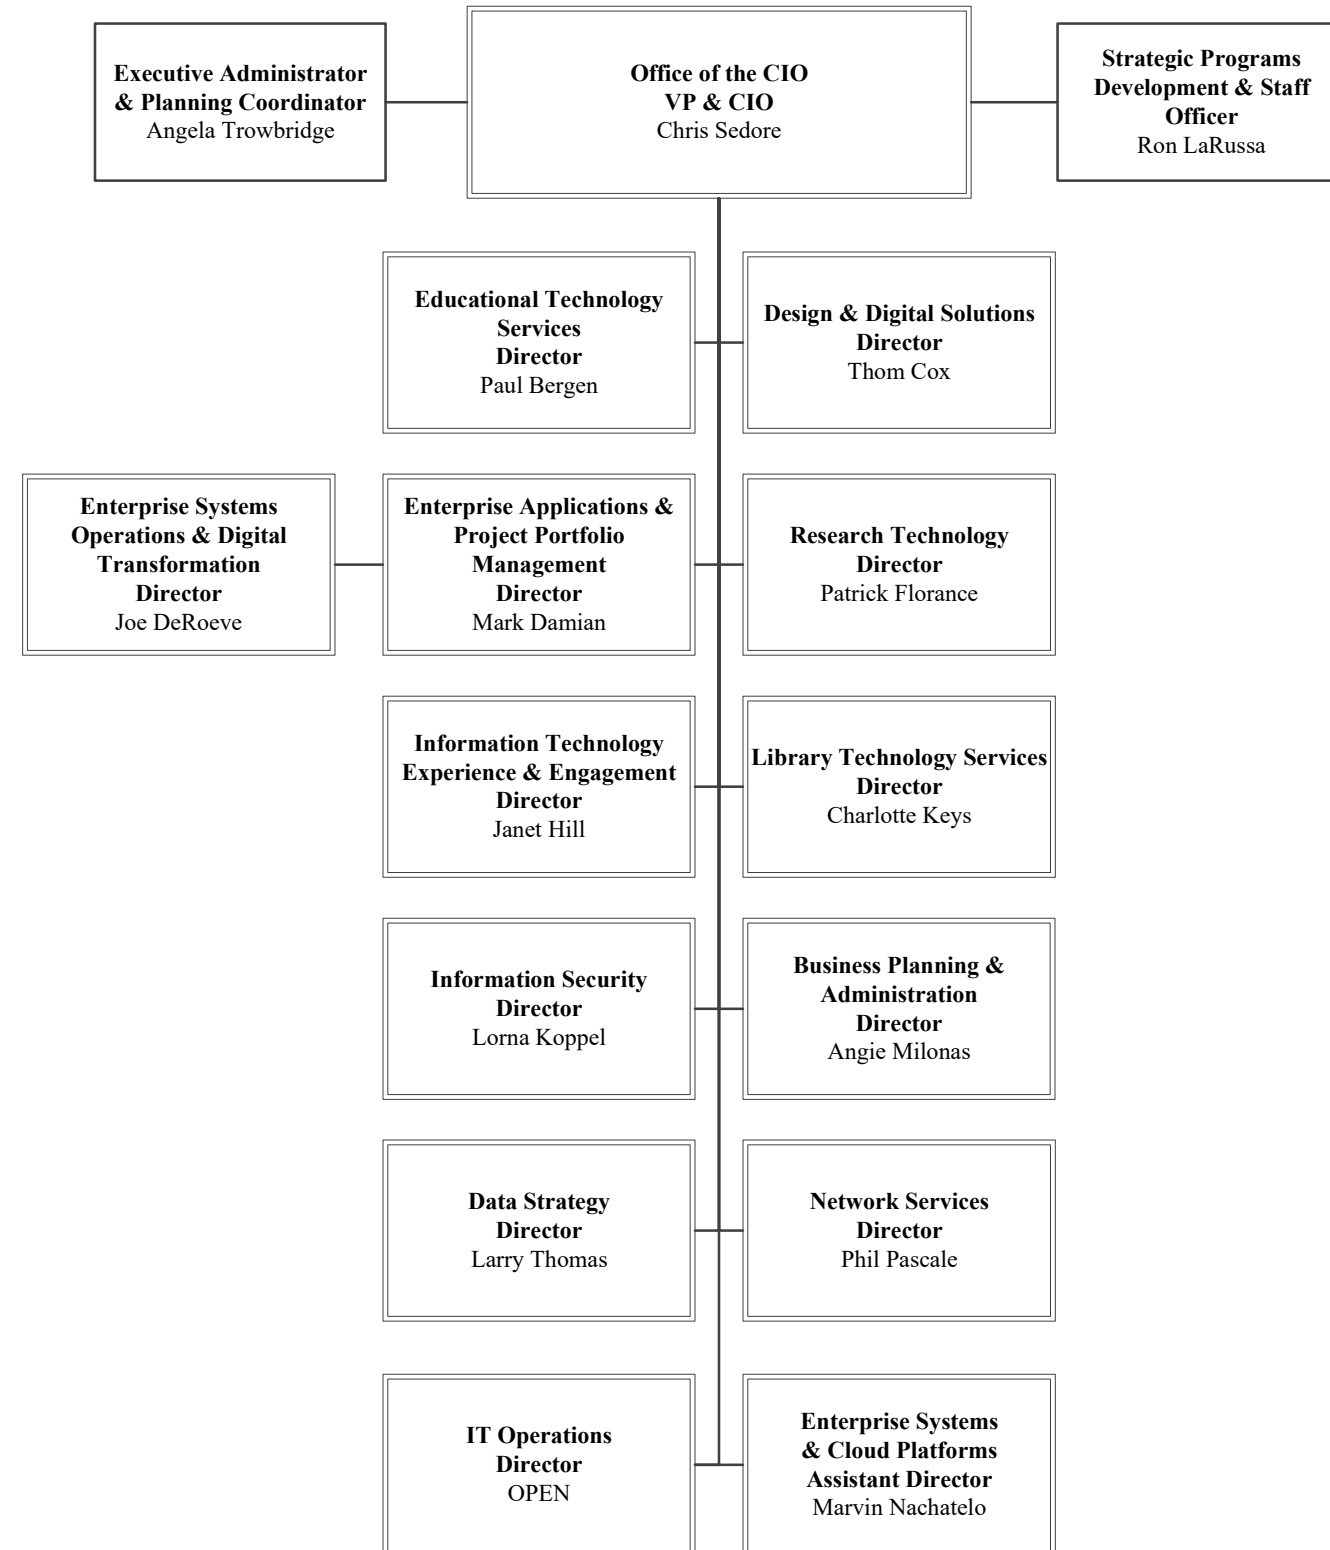 Executive Administrator
& Planning Coordinator
Angela Trowbridge
Office of the CIO
VP & CIO
Chris Sedore
Strategic Programs
Development & Staff
Officer
Ron LaRussa
Educational Technology
Services
Director
Paul Bergen
Design & Digital Solutions
Director
Thom Cox
Enterprise Systems
Operations & Digital
Transformation
Director
Joe DeRoeve
Enterprise Applications &
Project Portfolio
Management
Director
Mark Damian
Research Technology
Director
Patrick Florance
Information Technology
Experience & Engagement
Director
Janet Hill
Library Technology Services
Director
Charlotte Keys
Information Security
Director
Lorna Koppel
Business Planning &
Administration
Director
Angie Milonas
Data Strategy
Director
Larry Thomas
Network Services
Director
Phil Pascale
IT Operations
Director
OPEN
Enterprise Systems
& Cloud Platforms
Assistant Director
Marvin Nachatelo